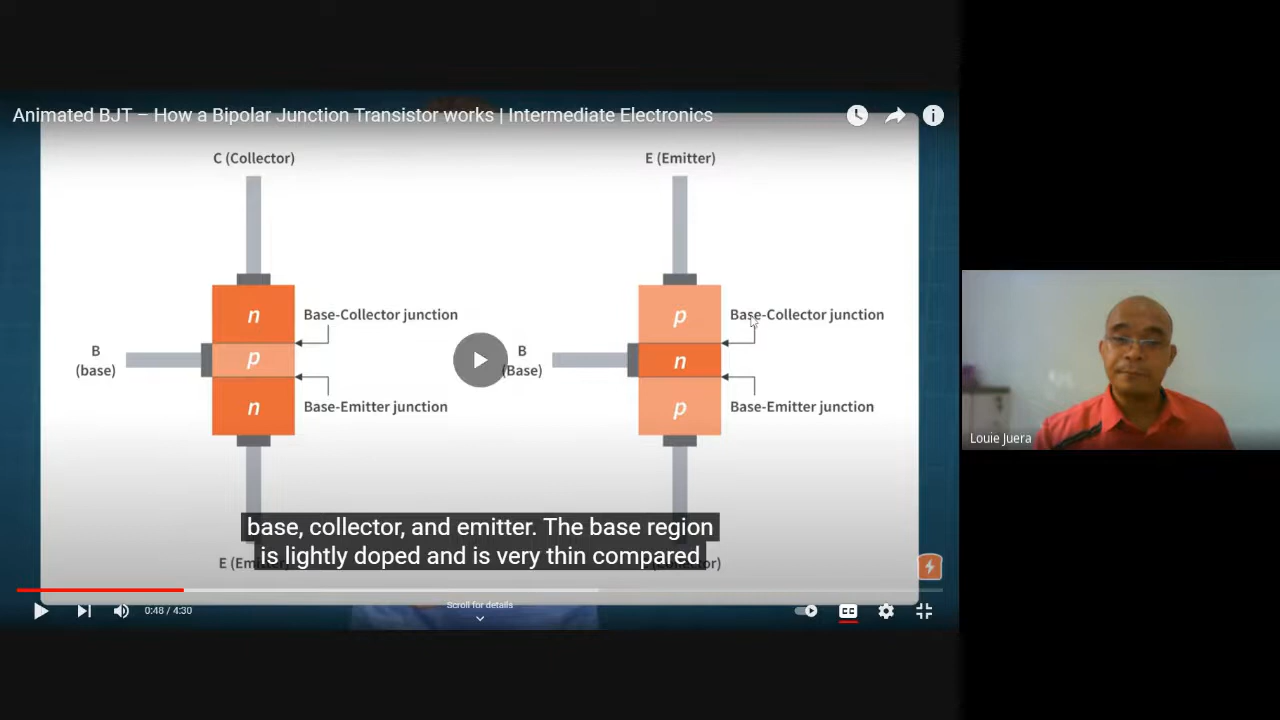 Animated BJT – How a Bipolar Junction Transistor works | Intermediate Electronics
C (Collector)
E (Emitter)
n
Base-Collector junction
p
Base-Collector junction
B
(base)
p
B
(Base)
n
n
Base-Emitter junction
p
Base-Emitter junction
base, collector, and emitter. The base region
is lightly doped and is very thin compared
E (Emi
0:48 / 4:30
Scroll for details
CC
Louie Juera